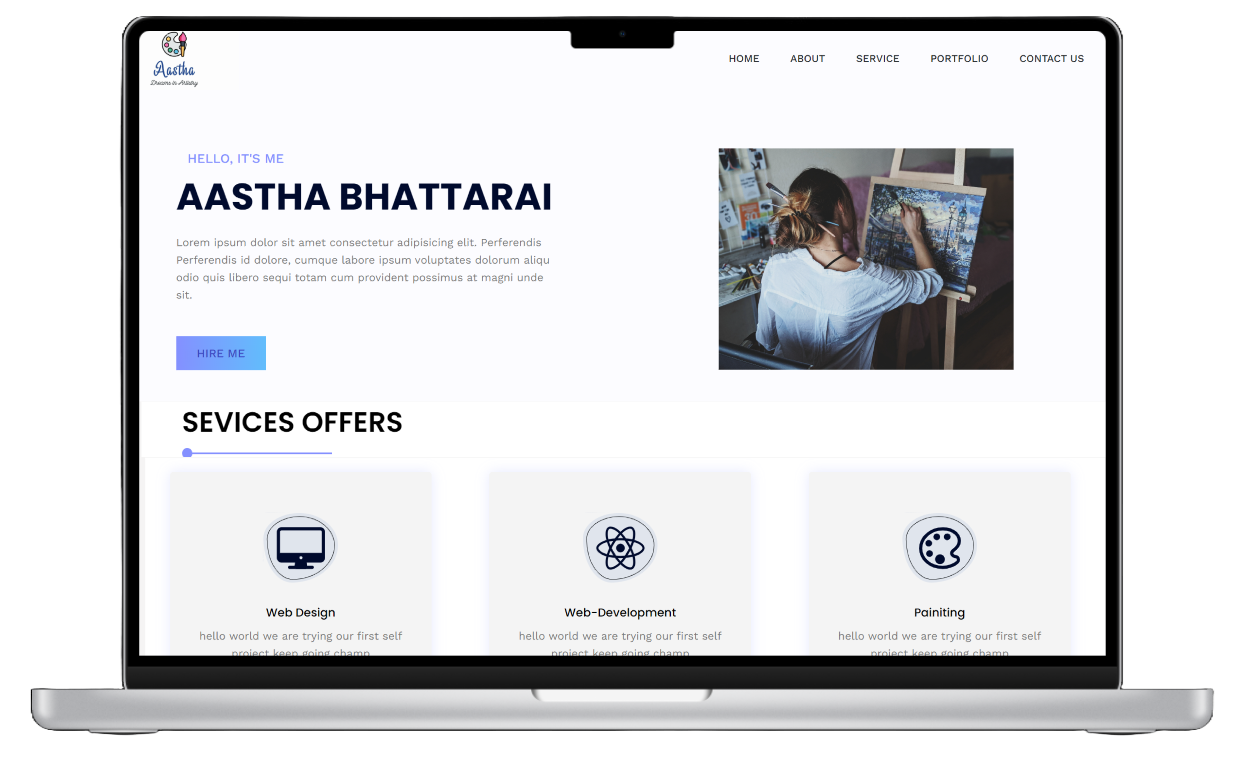 Aastha
Dreams in Artistry
HOME ABOUT SERVICE PORTFOLIO CONTACT US
HELLO, IT'S ME
AASTHA BHATTARAI
Lorem ipsum dolor sit amet consectetur adipisicing elit. Perferendis
Perferendis id dolore, cumque labore ipsum voluptates dolorum aliqu
odio quis libero sequi totam cum provident possimus at magni unde
sit.
30
HIRE ME
SEVICES OFFERS
Web Design
hello world we are trying our first self
project keep going champ
Web-Development
hello world we are trying our first self
project keep going champ
Painiting
hello world we are trying our first self
project keep going champ